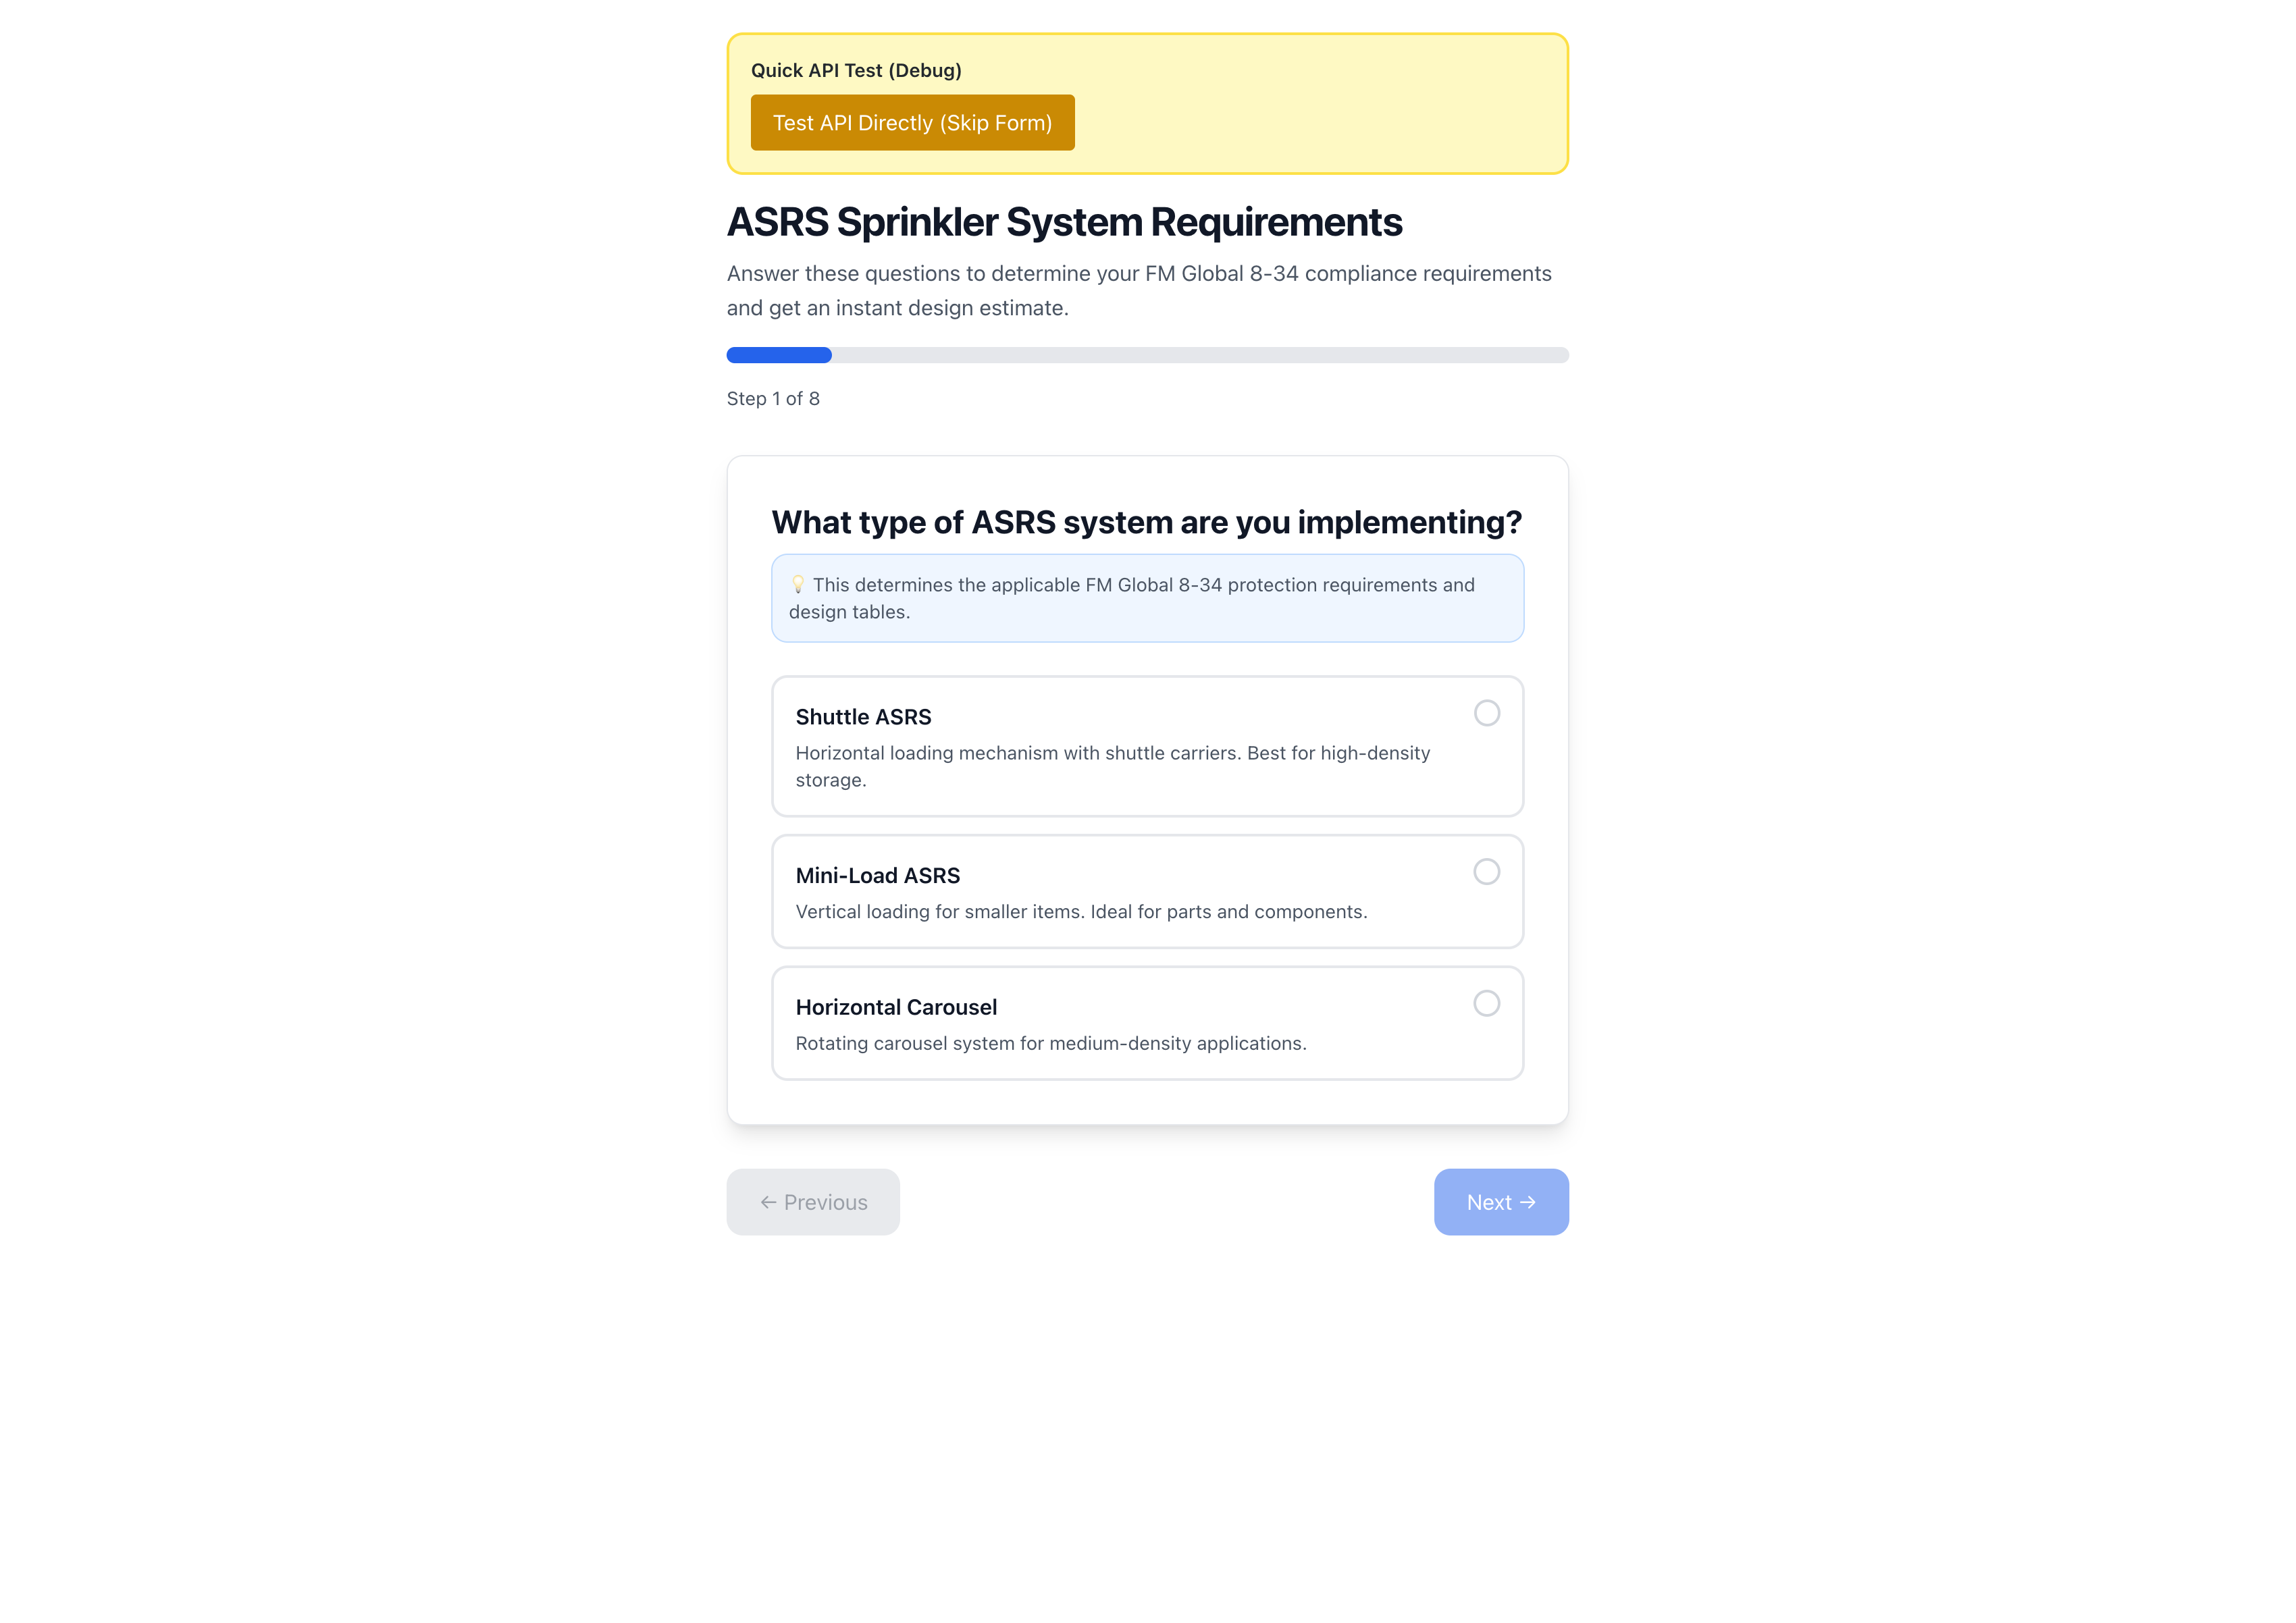 Quick API Test (Debug)
Test API Directly (Skip Form)
ASRS Sprinkler System Requirements
Answer these questions to determine your FM Global 8-34 compliance requirements
and get an instant design estimate.
Step 1 of 8
What type of ASRS system are you implementing?
💡 This determines the applicable FM Global 8-34 protection requirements and
design tables.
Shuttle ASRS
Horizontal loading mechanism with shuttle carriers. Best for high-density
storage.
Mini-Load ASRS
Vertical loading for smaller items. Ideal for parts and components.
Horizontal Carousel
Rotating carousel system for medium-density applications.
← Previous
Next →